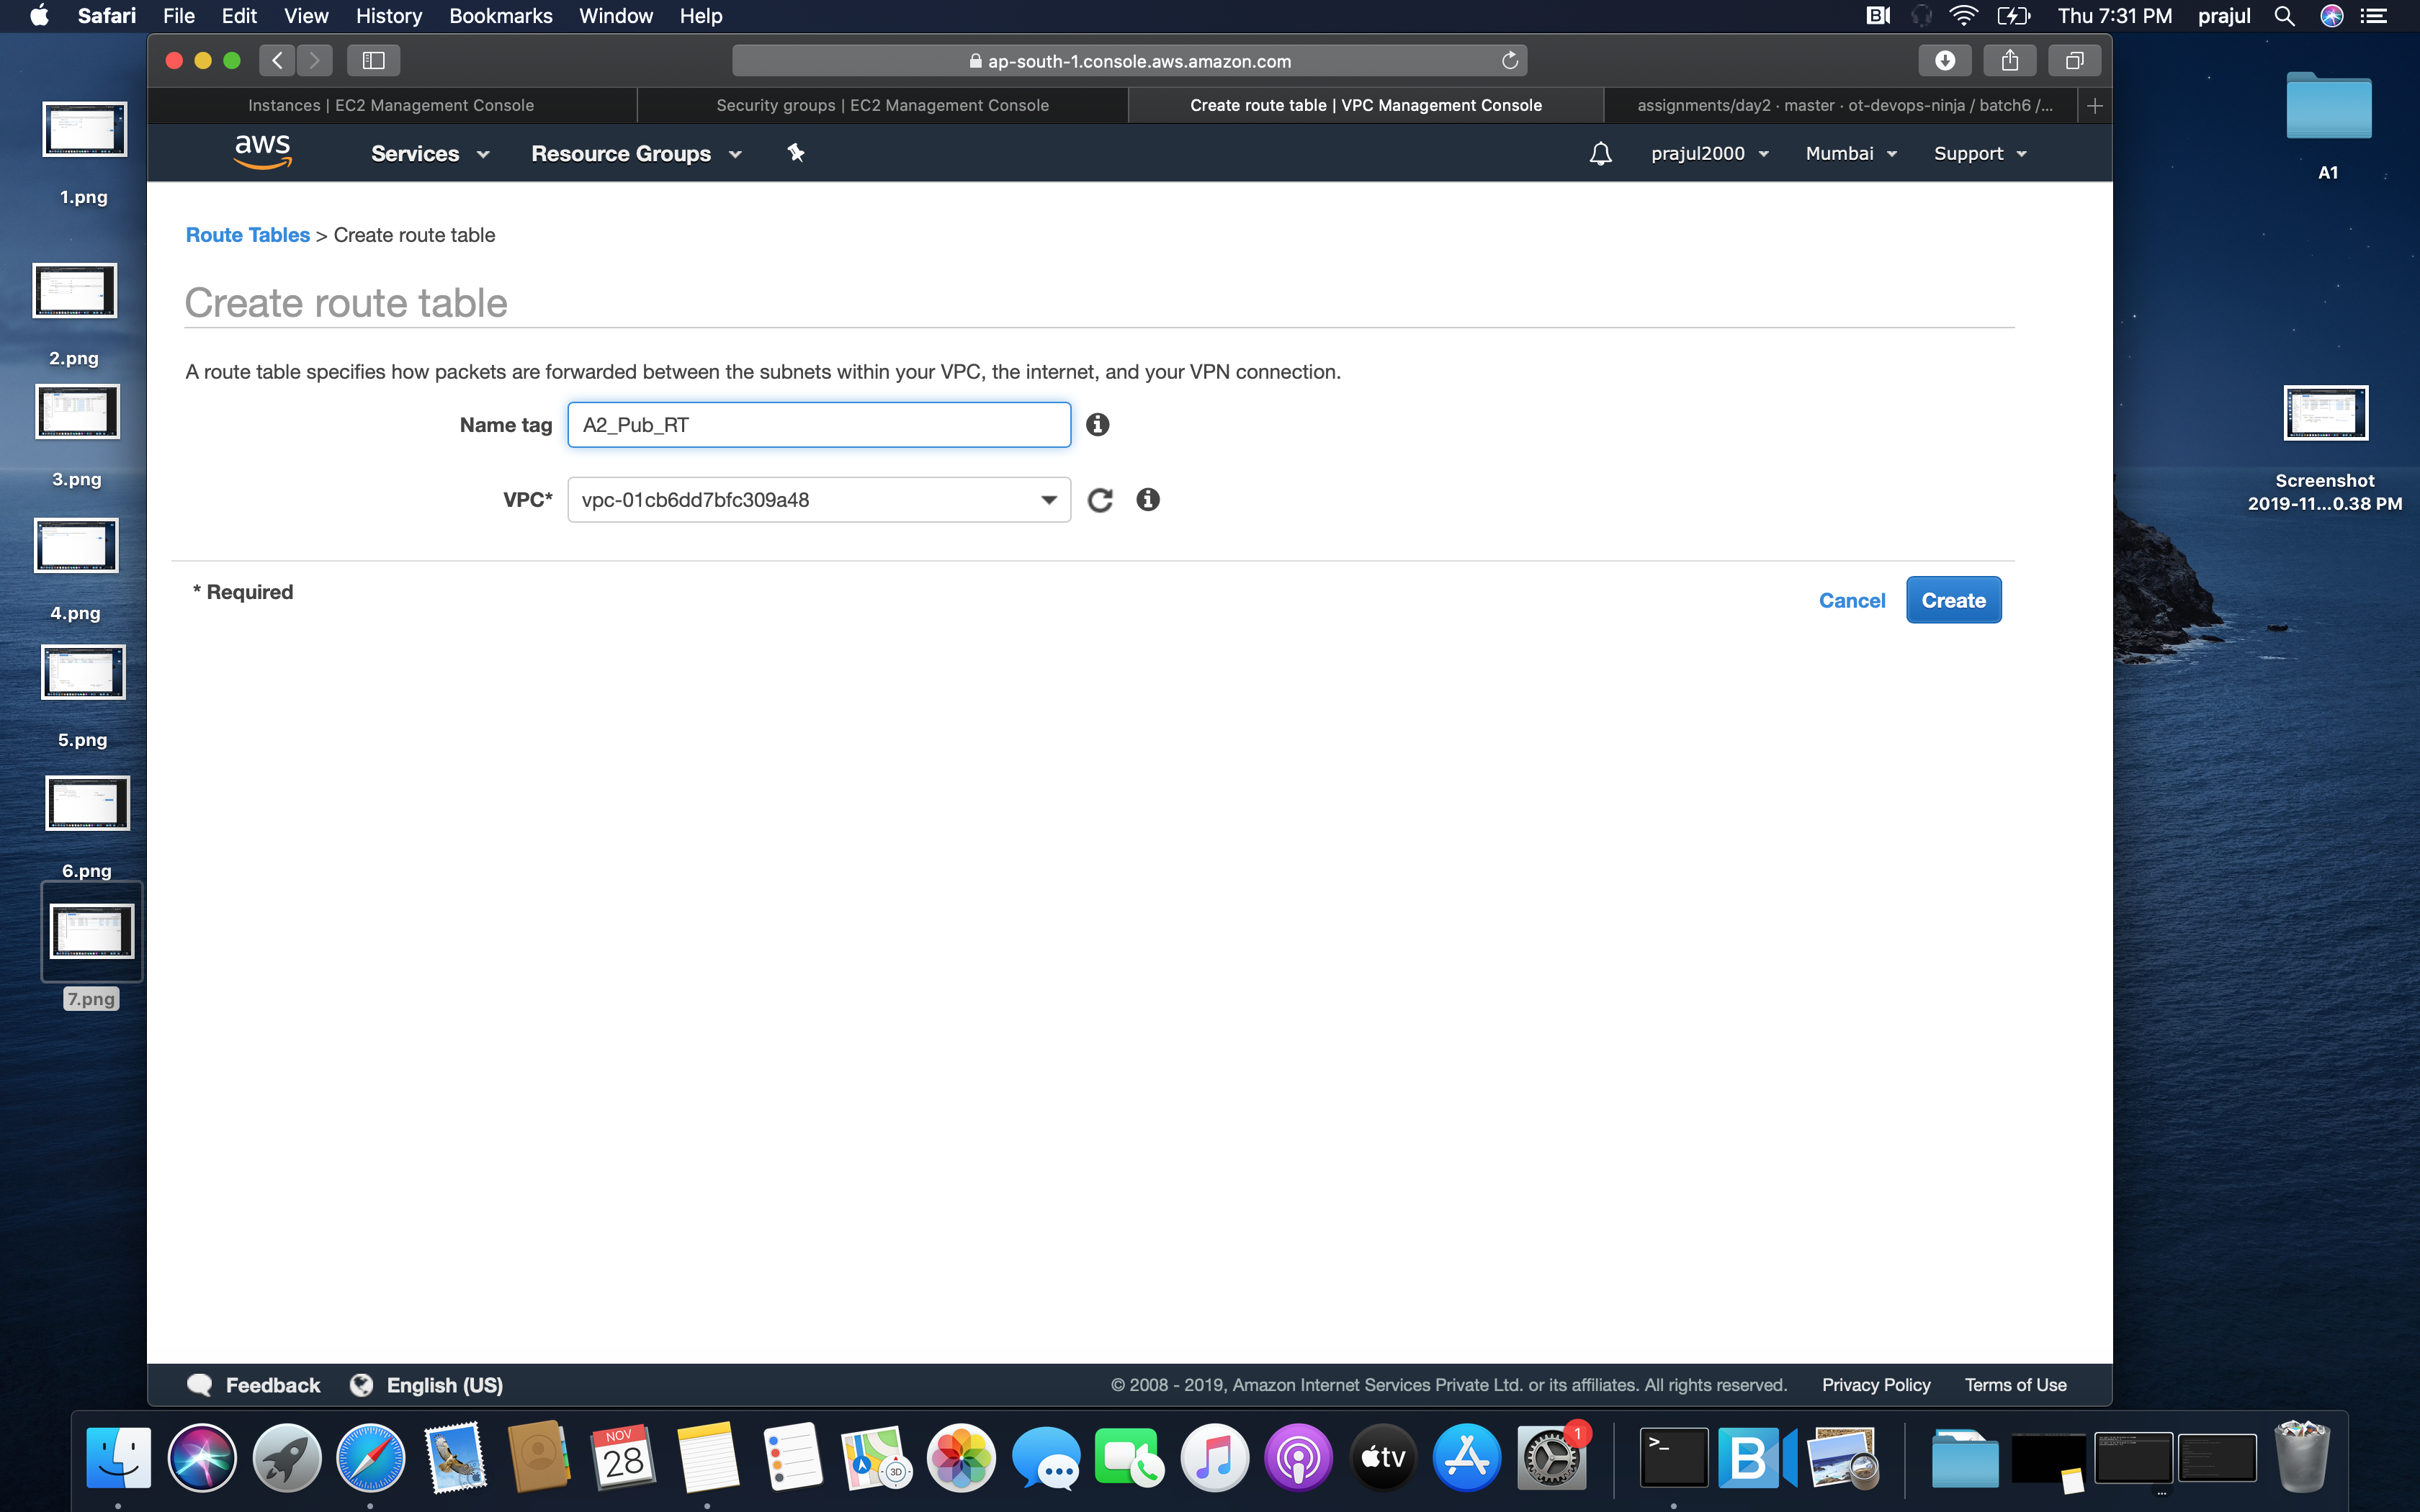 Safari File Edit View History Bookmarks Window Help
Thu 7:31 PM prajul
ap-south-1.console.aws.amazon.com
Instances | EC2 Management Console
Security groups | EC2 Management Console
Create route table | VPC Management Console
assignments/day2 · master · ot-devops-ninja / batch6 /...
aws
Services
Resource Groups
prajul2000
Mumbai
Support
Route Tables > Create route table
Create route table
A route table specifies how packets are forwarded between the subnets within your VPC, the internet, and your VPN connection.
Name tag
A2_Pub_RT
VPC*
vpc-01cb6dd7bfc309a48
* Required
Cancel
Create
Feedback
English (US)
© 2008 - 2019, Amazon Internet Services Private Ltd. or its affiliates. All rights reserved.
Privacy Policy
Terms of Use
1.png
2.png
3.png
4.png
5.png
6.png
7.png
A1
Screenshot
2019-11...0.38 PM
NOV
28
3D
tv
1
>_
B